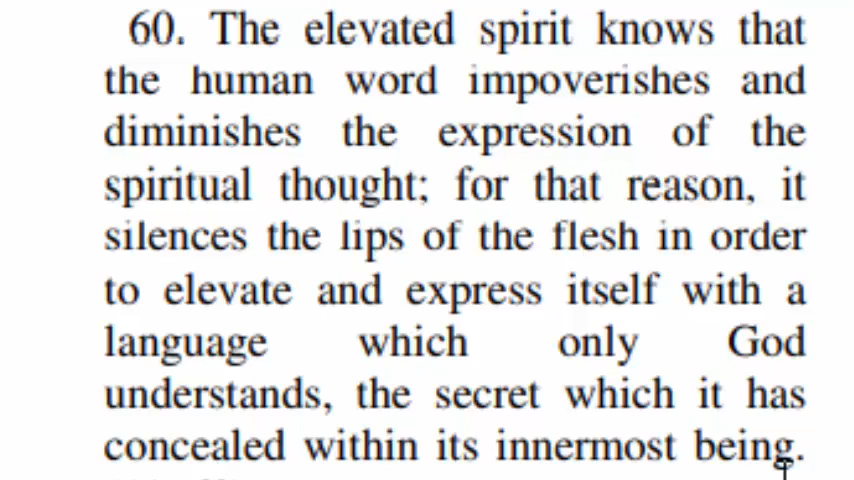 60. The elevated spirit knows that
the human word impoverishes and
diminishes the expression of the
spiritual thought; for that reason, it
silences the lips of the flesh in order
to elevate and express itself with a
language which only God
understands, the secret which it has
concealed within its innermost being.